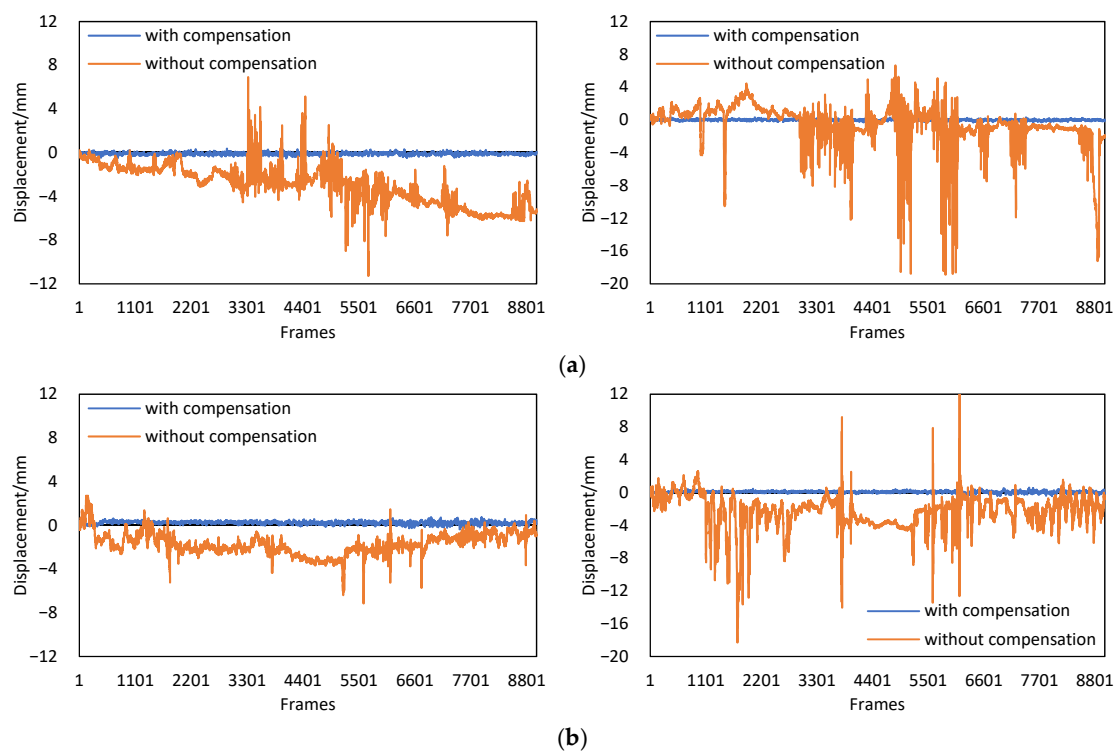 12
8
4
0
−4
−8
−12
Displacement/mm
with compensation
without compensation
1 1101 2201 3301 4401 5501 6601 7701 8801
Frames
12
8
4
0
−4
−8
−12
−16
−20
Displacement/mm
with compensation
without compensation
1 1101 2201 3301 4401 5501 6601 7701 8801
Frames
(a)
12
8
4
0
−4
−8
−12
Displacement/mm
with compensation
without compensation
1 1101 2201 3301 4401 5501 6601 7701 8801
Frames
12
8
4
0
−4
−8
−12
−16
−20
Displacement/mm
with compensation
without compensation
1 1101 2201 3301 4401 5501 6601 7701 8801
Frames
(b)